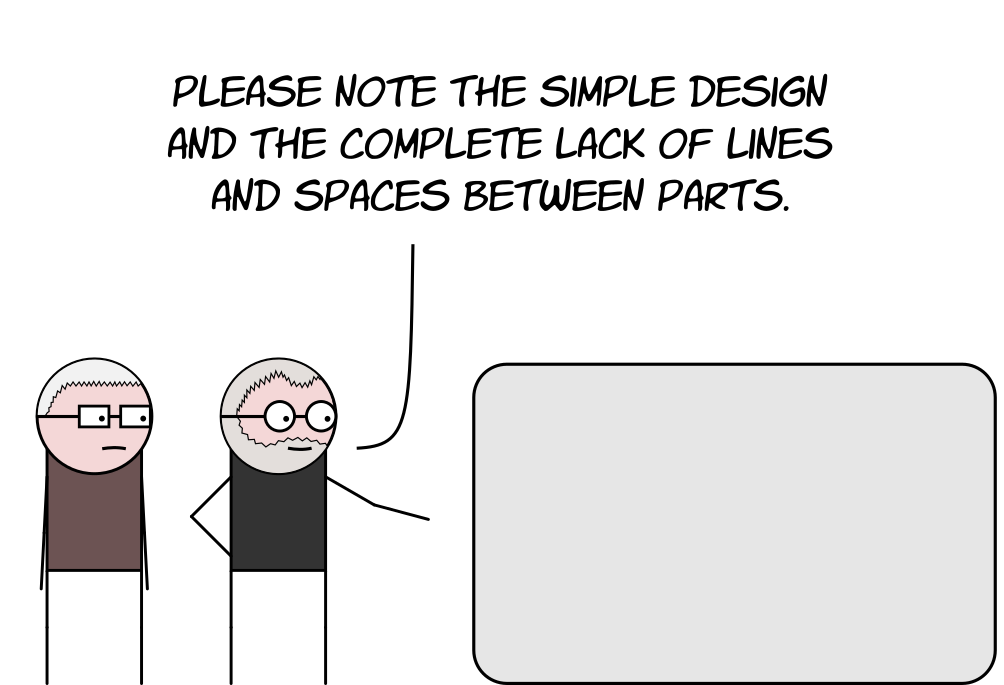 PLEASE NOTE THE SIMPLE DESIGN
AND THE COMPLETE LACK OF LINES
AND SPACES BETWEEN PARTS.